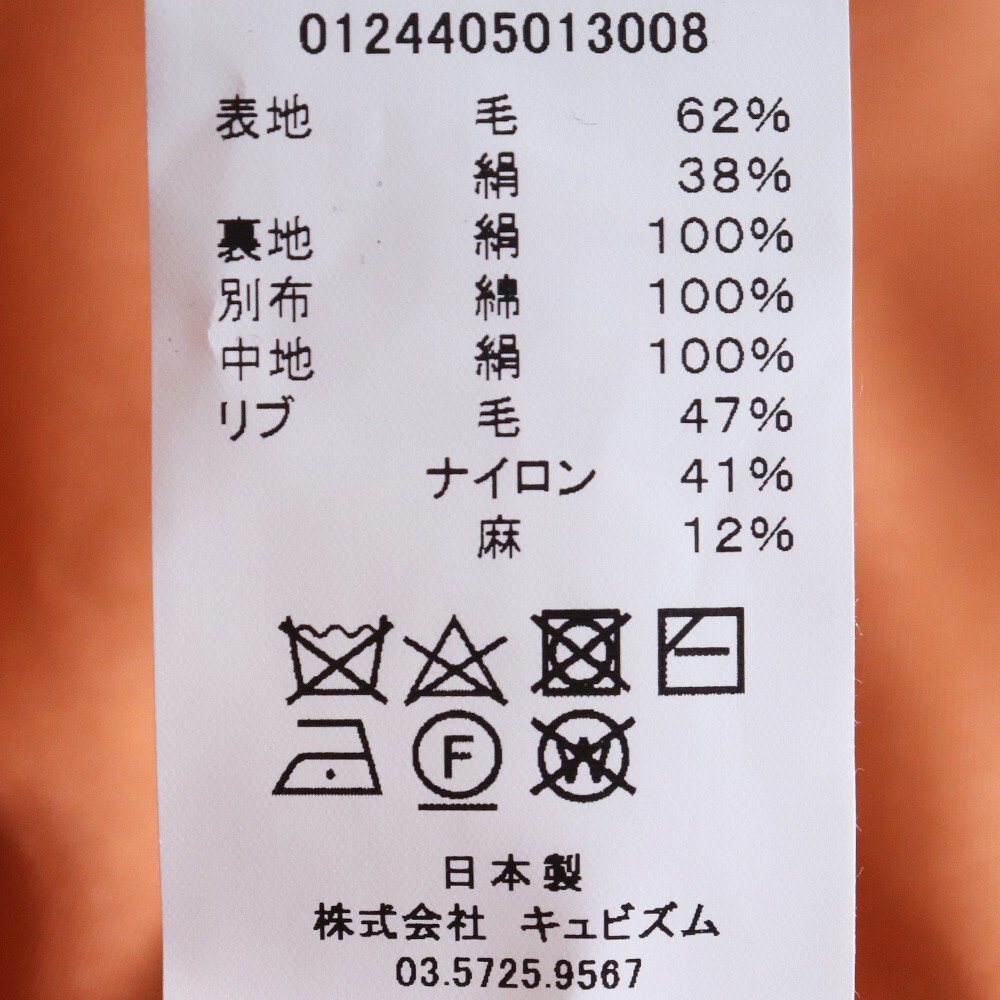 0124405013008
表地 毛 62%
絹 38%
裏地 絹 100%
別布 綿 100%
中地 絹 100%
リブ 毛 47%
ナイロン 41%
麻 12%
F W
日本製
株式会社 キュビズム
03.5725.9567